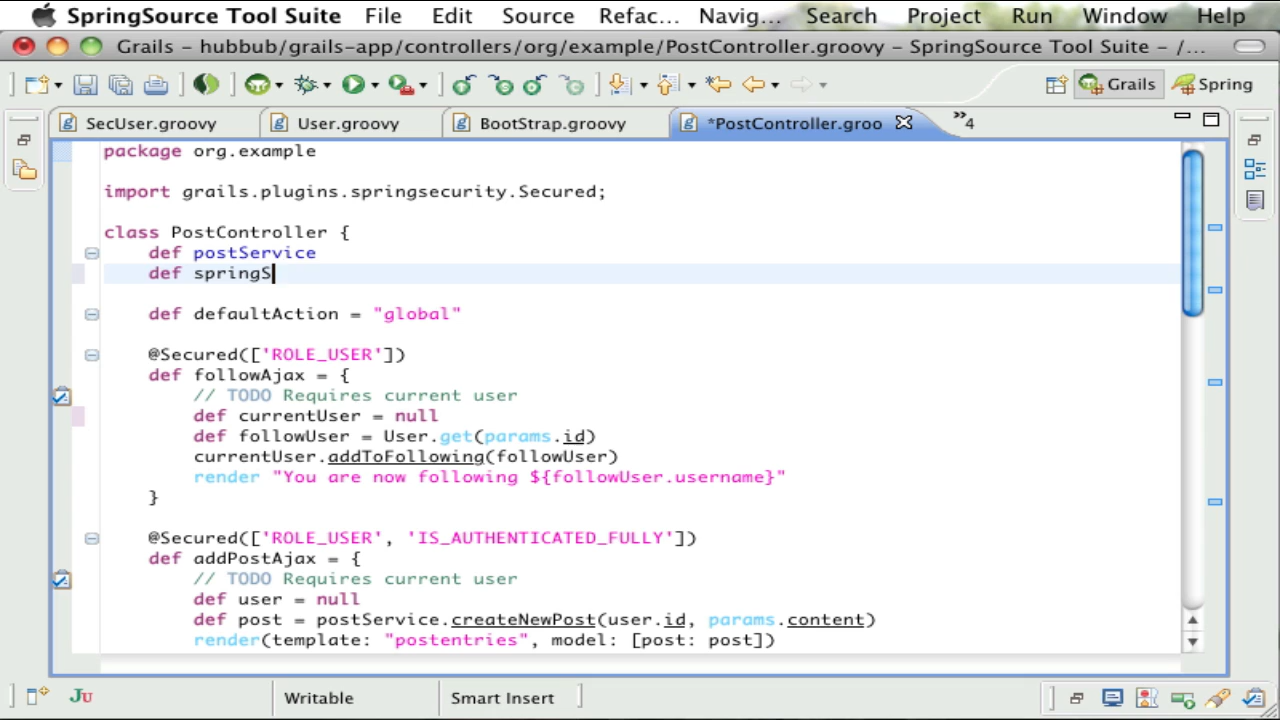 SpringSource Tool Suite File Edit Source Refac... Navig... Search Project Run Window Help
Grails - hubbub/grails-app/controllers/org/example/PostController.groovy - SpringSource Tool Suite - /...
Grails Spring
SecUser.groovy User.groovy BootStrap.groovy *PostController.groo »4
package org.example
import grails.plugins.springsecurity.Secured;
class PostController {
def postService
def springS
def defaultAction = "global"
@Secured(['ROLE_USER'])
def followAjax = {
// TODO Requires current user
def currentUser = null
def followUser = User.get(params.id)
currentUser.addToFollowing(followUser)
render "You are now following ${followUser.username}"
}
@Secured(['ROLE_USER', 'IS_AUTHENTICATED_FULLY'])
def addPostAjax = {
// TODO Requires current user
def user = null
def post = postService.createNewPost(user.id, params.content)
render(template: "postentries", model: [post: post])
Ju Writable Smart Insert